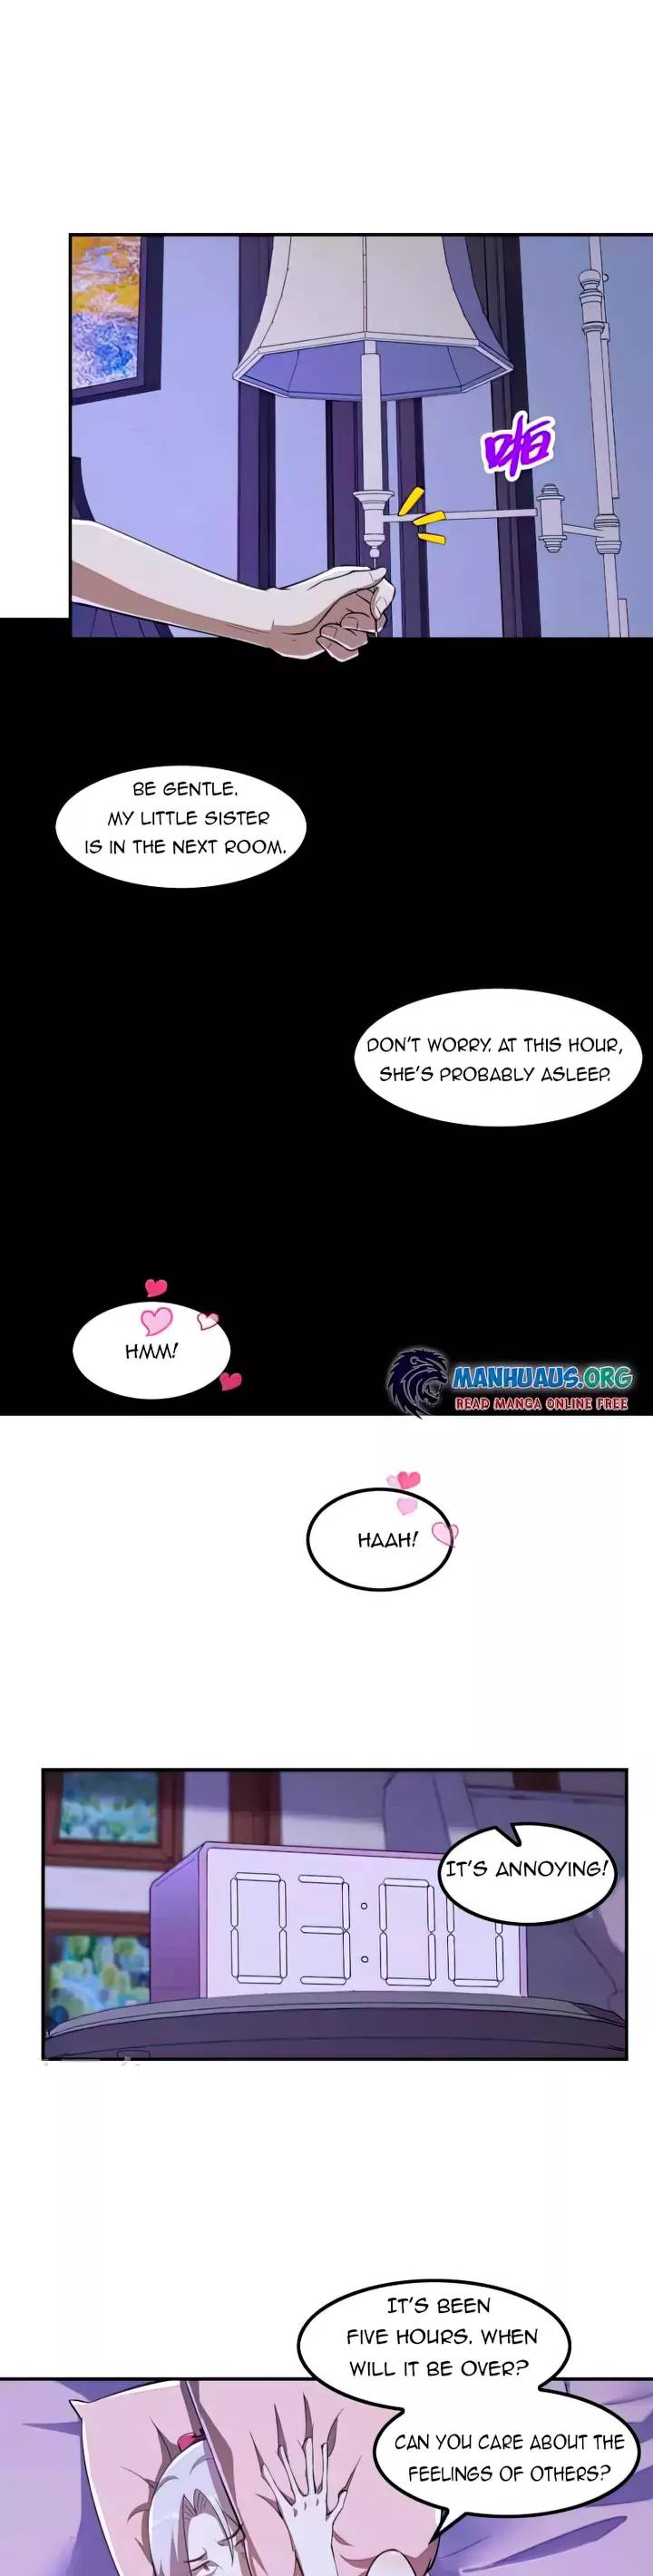 啪
BE GENTLE.
MY LITTLE SISTER
IS IN THE NEXT ROOM.
DON'T WORRY. AT THIS HOUR,
SHE'S PROBABLY ASLEEP.
HMM!
MANHUAUS.ORG
READ MANGA ONLINE FREE
HAAH!
IT'S ANNOYING!
03:00
IT'S BEEN
FIVE HOURS. WHEN
WILL IT BE OVER?
CAN YOU CARE ABOUT THE
FEELINGS OF OTHERS?